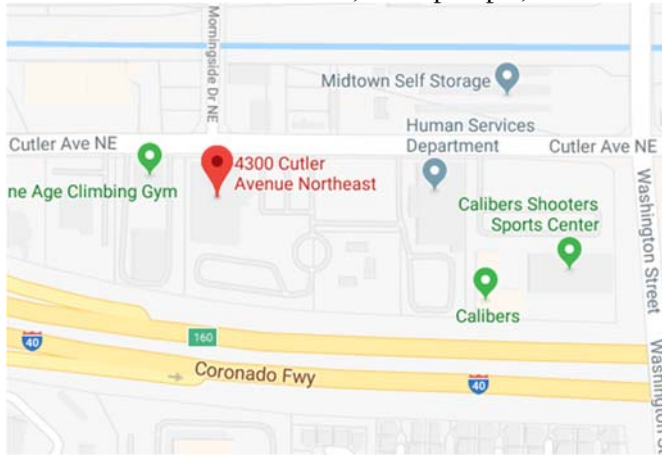 Morningside Dr NE
Midtown Self Storage
Human Services
Department
Cutler Ave NE
Cutler Ave NE
4300 Cutler
Avenue Northeast
ne Age Climbing Gym
Calibers Shooters
Sports Center
Washington Street
Calibers
160
40
Coronado Fwy
40
Washington